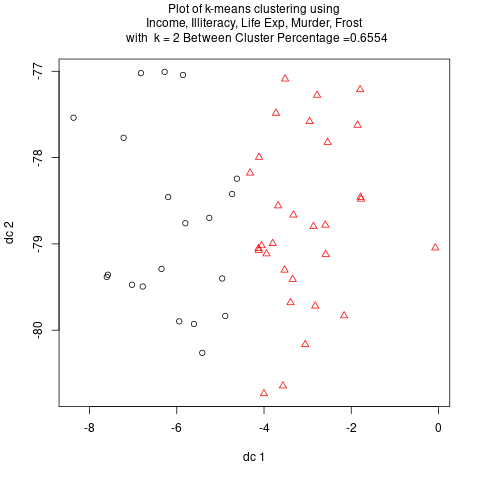 Plot of k-means clustering using
Income, Illiteracy, Life Exp, Murder, Frost
with  k = 2 Between Cluster Percentage =0.6554
-77
-78
-79
-80
dc 2
-8
-6
-4
-2
0
dc 1